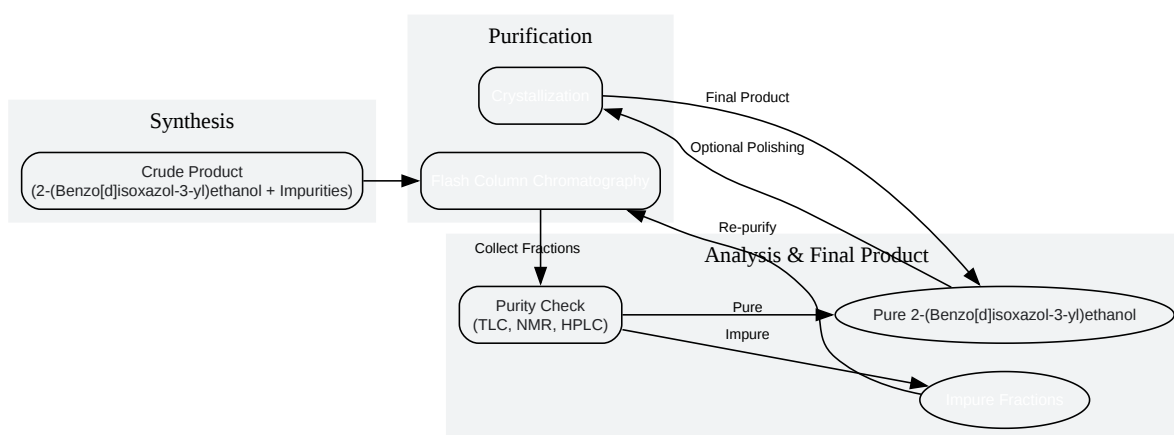 Purification
Crystallization
Final Product
Synthesis
Optional Polishing
Crude Product
(2-(Benzo[d]isoxazol-3-yl)ethanol + Impurities)
Flash Column Chromatography
Re-purify
Collect Fractions
Analysis & Final Product
Purity Check
(TLC, NMR, HPLC)
Pure
Pure 2-(Benzo[d]isoxazol-3-yl)ethanol
Impure
Impure Fractions